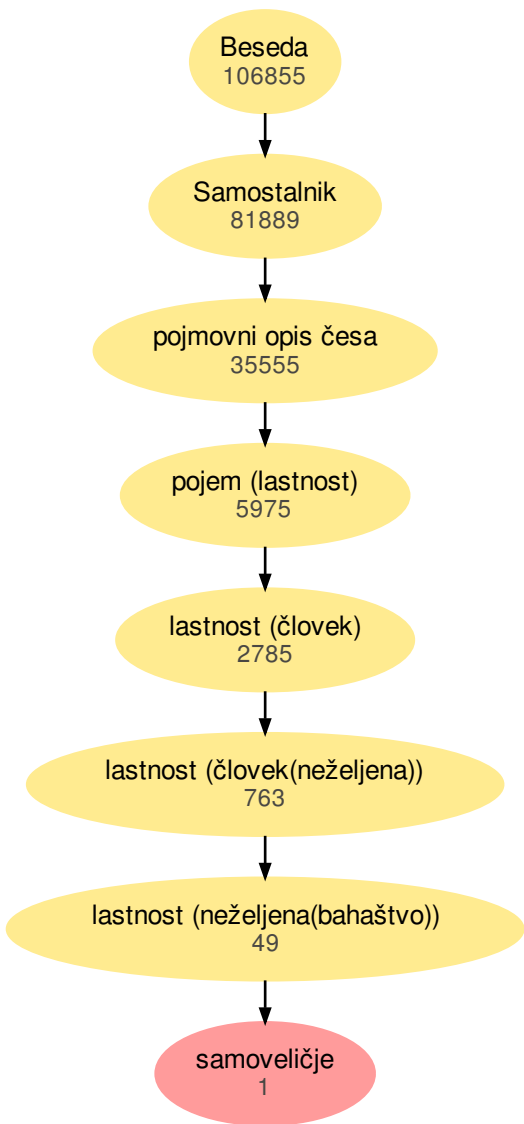 Beseda
106855
Samostalnik
81889
pojmovni opis česa
35555
pojem (lastnost)
5975
lastnost (človek)
2785
lastnost (človek(neželjena))
763
lastnost (neželjena(bahaštvo))
49
samoveličje
1